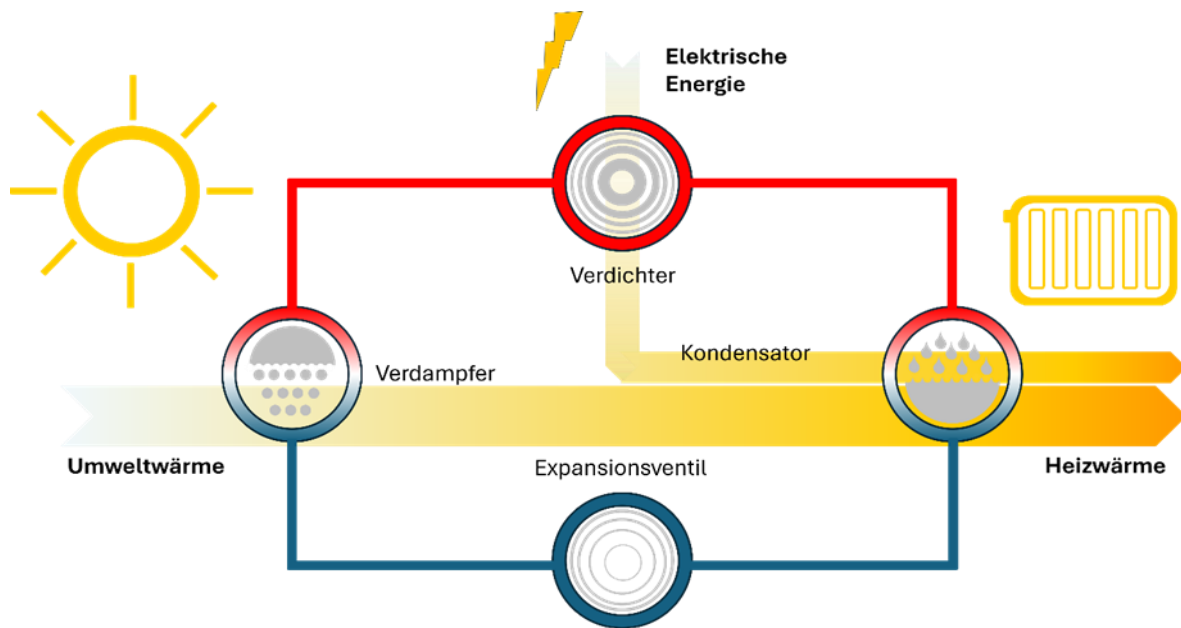 Elektrische
Energie
Verdichter
Kondensator
Verdampfer
Umweltwärme
Expansionsventil
Heizwärme